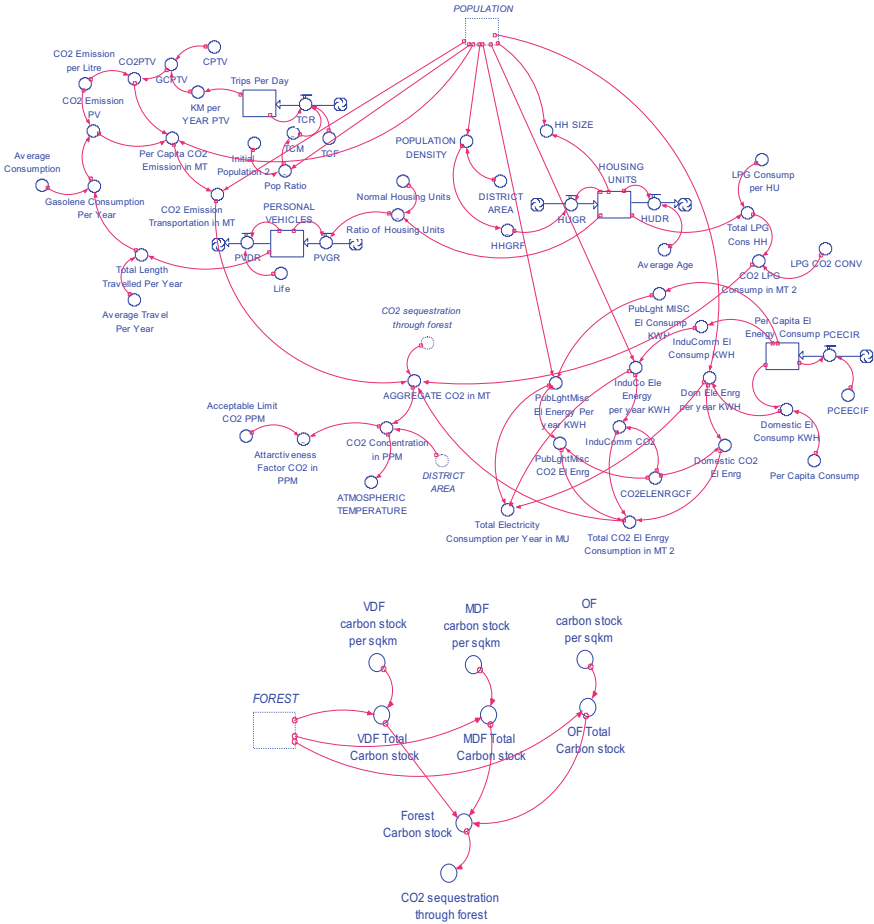 POPULATION
CO2 Emission
per Litre
CO2PTV
CPTV
GCPTV
Trips Per Day
KM per
YEAR PTV
CO2 Emission
PV
TCR
TCM
TCF
Initial
Population 2
Pop Ratio
Per Capita CO2
Emission in MT
Average
Consumption
Gasolene Consumption
Per Year
CO2 Emission
Transportation in MT
PERSONAL
VEHICLES
PVDR
PVGR
Life
Total Length
Travelled Per Year
Average Travel
Per Year
Normal Housing Units
Ratio of Housing Units
POPULATION
DENSITY
DISTRICT
AREA
HHGRF
HH SIZE
HOUSING
UNITS
HUGR
HUDR
Average Age
LPG Consump
per HU
Total LPG
Cons HH
LPG CO2 CONV
CO2 LPG
Consump in MT 2
CO2 sequestration
through forest
PubLght MISC
El Consump
KWH
InduComm El
Consump KWH
Per Capita El
Energy Consump
PCECIR
PCEECIF
AGGREGATE CO2 in MT
PubLghtMisc
El Energy Per
year KWH
InduCo Ele
Energy
per year KWH
Dom Ele Enrg
per year KWH
Domestic El
Consump KWH
Per Capita Consump
Acceptable Limit
CO2 PPM
Attarctiveness
Factor CO2 in
PPM
CO2 Concentration
in PPM
DISTRICT
AREA
ATMOSPHERIC
TEMPERATURE
PubLghtMisc
CO2 El Enrg
InduComm CO2
Domestic CO2
El Enrg
CO2ELENRGCF
Total Electricity
Consumption per Year in MU
Total CO2 El Enrgy
Consumption in MT 2
VDF
carbon stock
per sqkm
MDF
carbon stock
per sqkm
OF
carbon stock
per sqkm
FOREST
VDF Total
Carbon stock
MDF Total
Carbon stock
OF Total
Carbon stock
Forest
Carbon stock
CO2 sequestration
through forest